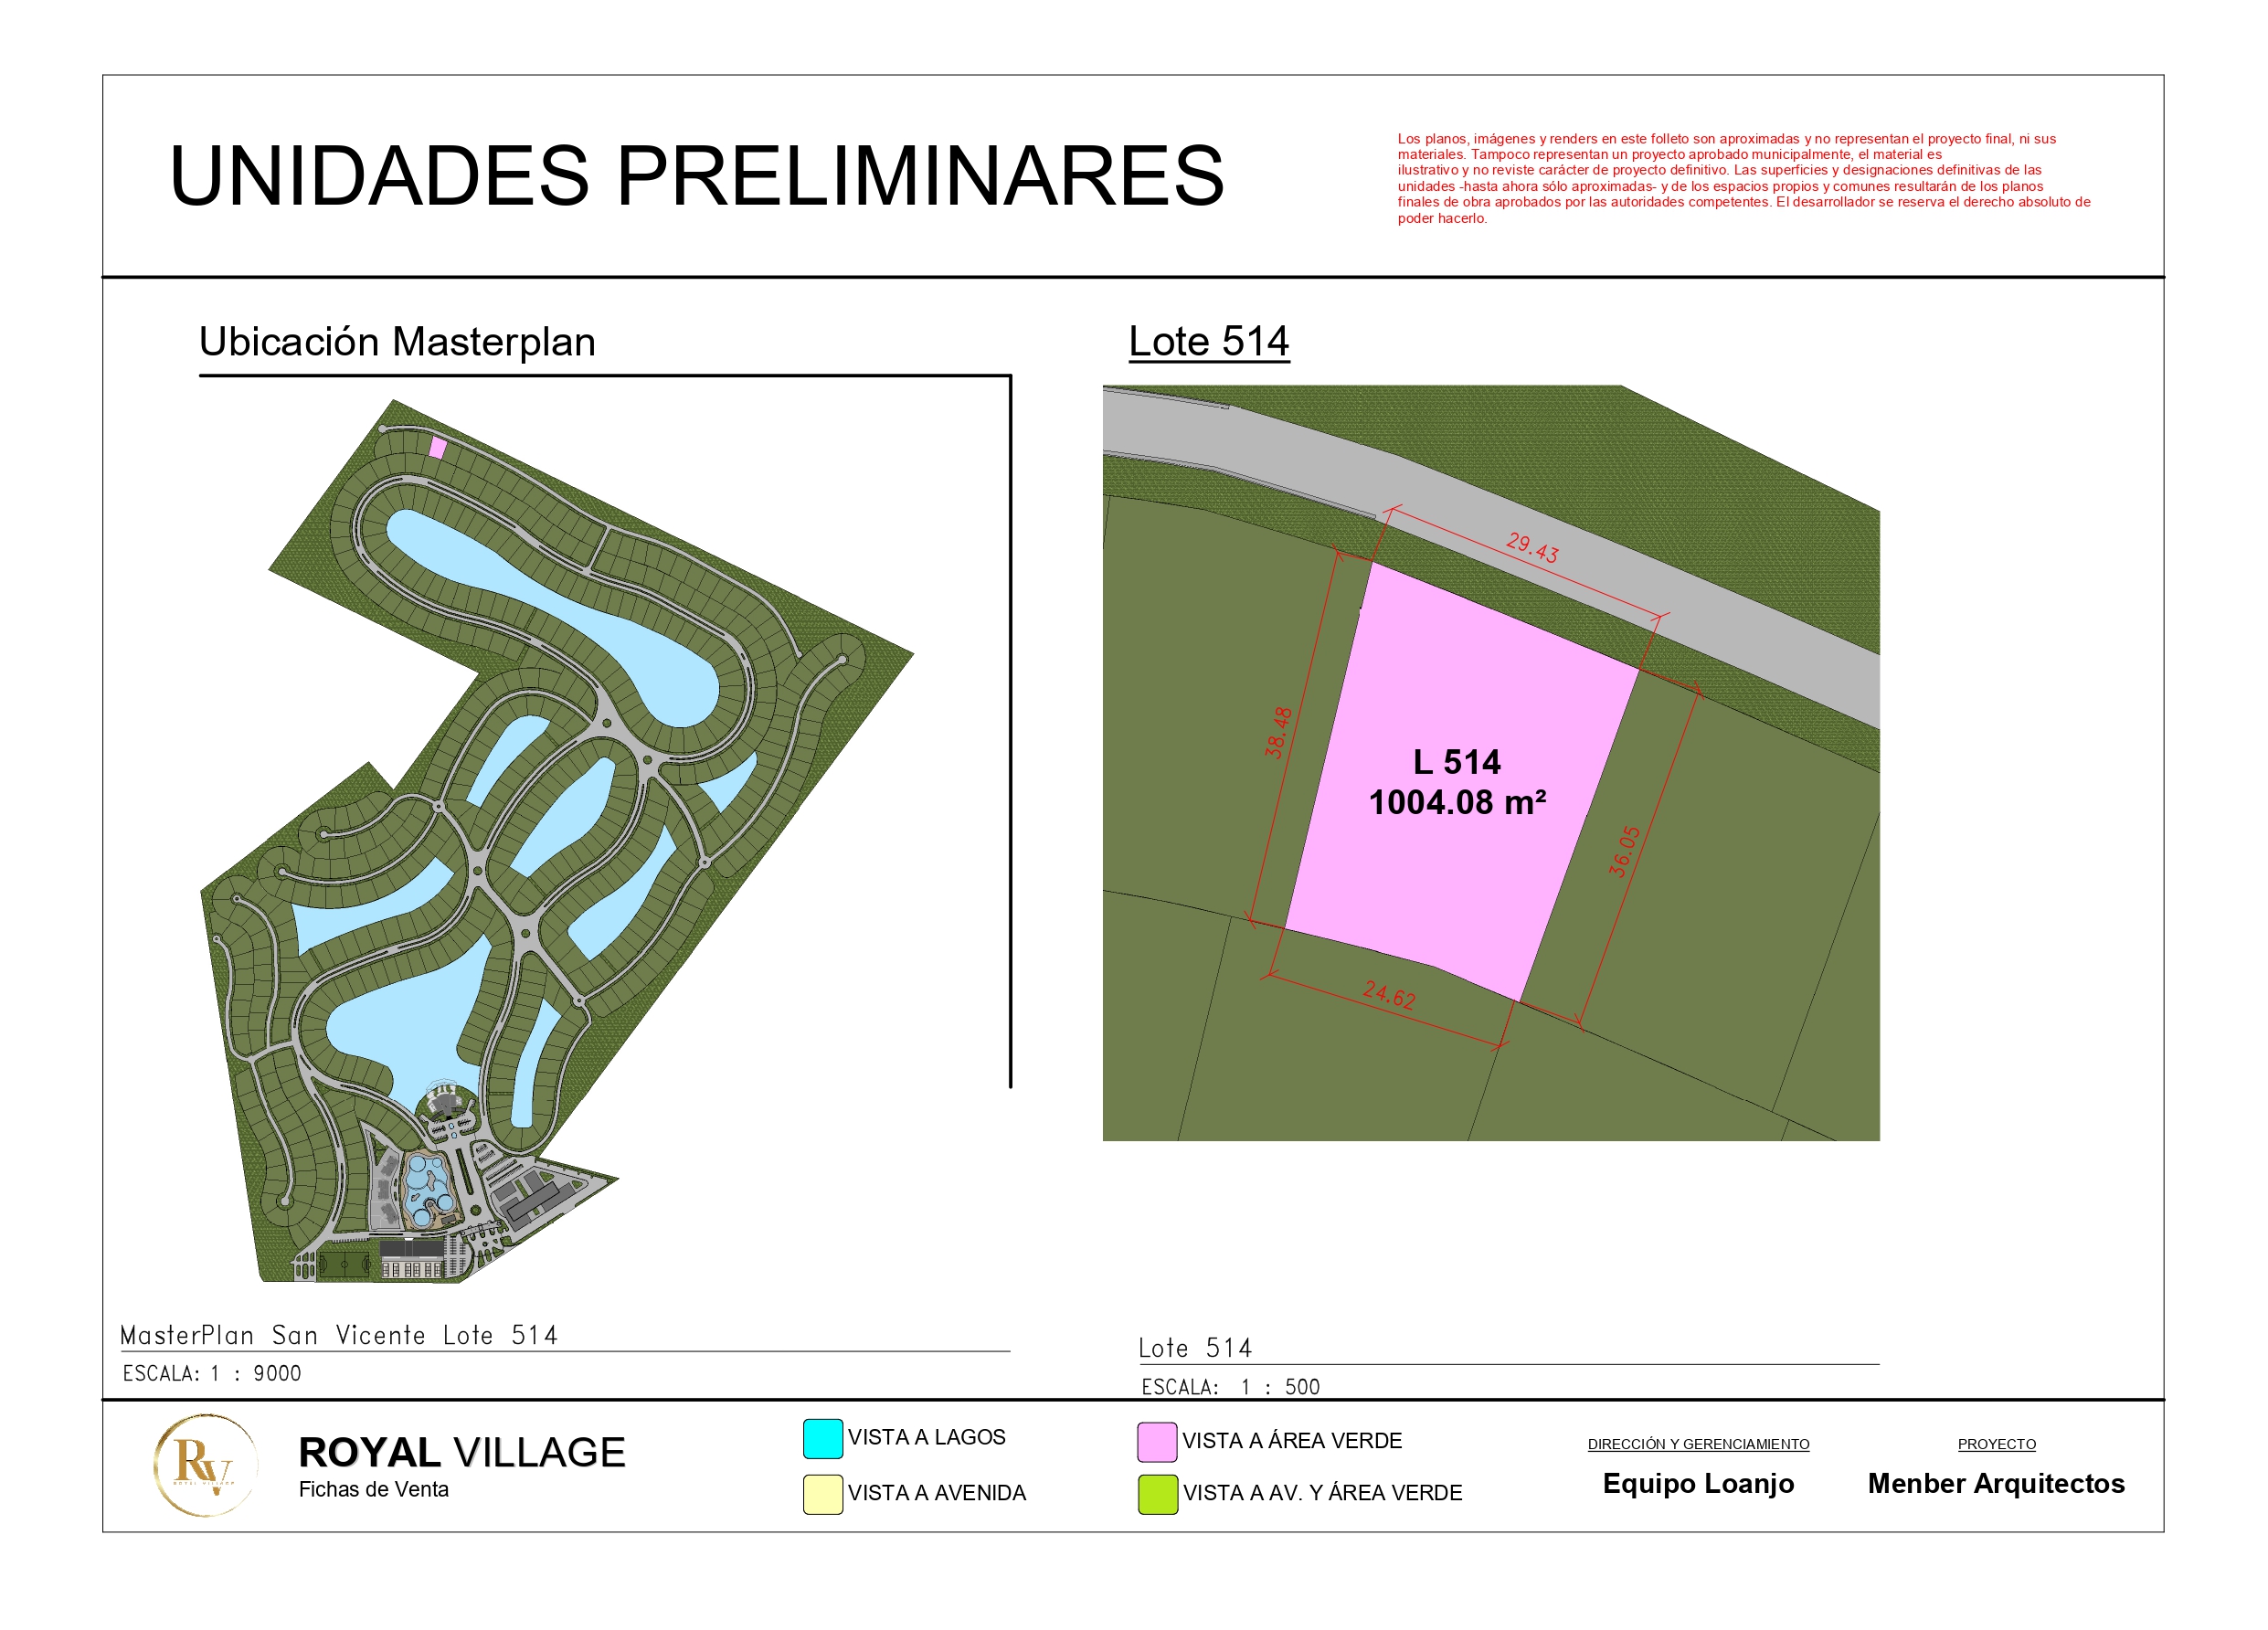 UNIDADES PRELIMINARES
Los planos, imágenes y renders en este folleto son aproximadas y no representan el proyecto final, ni sus
materiales. Tampoco representan un proyecto aprobado municipalmente, el material es
ilustrativo y no reviste carácter de proyecto definitivo. Las superficies y designaciones definitivas de las
unidades -hasta ahora sólo aproximadas- y de los espacios propios y comunes resultarán de los planos
finales de obra aprobados por las autoridades competentes. El desarrollador se reserva el derecho absoluto de
poder hacerlo.
Ubicación Masterplan
Lote 514
29.43
38.48
L 514
1004.08 m²
36.05
24.62
MasterPlan San Vicente Lote 514
ESCALA: 1 : 9000
Lote 514
ESCALA: 1 : 500
RV
ROYAL VILLAGE
ROYAL VILLAGE
Fichas de Venta
VISTA A LAGOS
VISTA A AVENIDA
VISTA A ÁREA VERDE
VISTA A AV. Y ÁREA VERDE
DIRECCIÓN Y GERENCIAMIENTO
Equipo Loanjo
PROYECTO
Menber Arquitectos